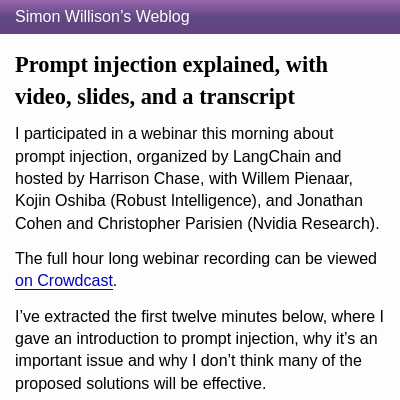 Simon Willison’s Weblog
Prompt injection explained, with
video, slides, and a transcript
I participated in a webinar this morning about
prompt injection, organized by LangChain and
hosted by Harrison Chase, with Willem Pienaar,
Kojin Oshiba (Robust Intelligence), and Jonathan
Cohen and Christopher Parisien (Nvidia Research).
The full hour long webinar recording can be viewed
on Crowdcast.
I’ve extracted the first twelve minutes below, where I
gave an introduction to prompt injection, why it’s an
important issue and why I don’t think many of the
proposed solutions will be effective.